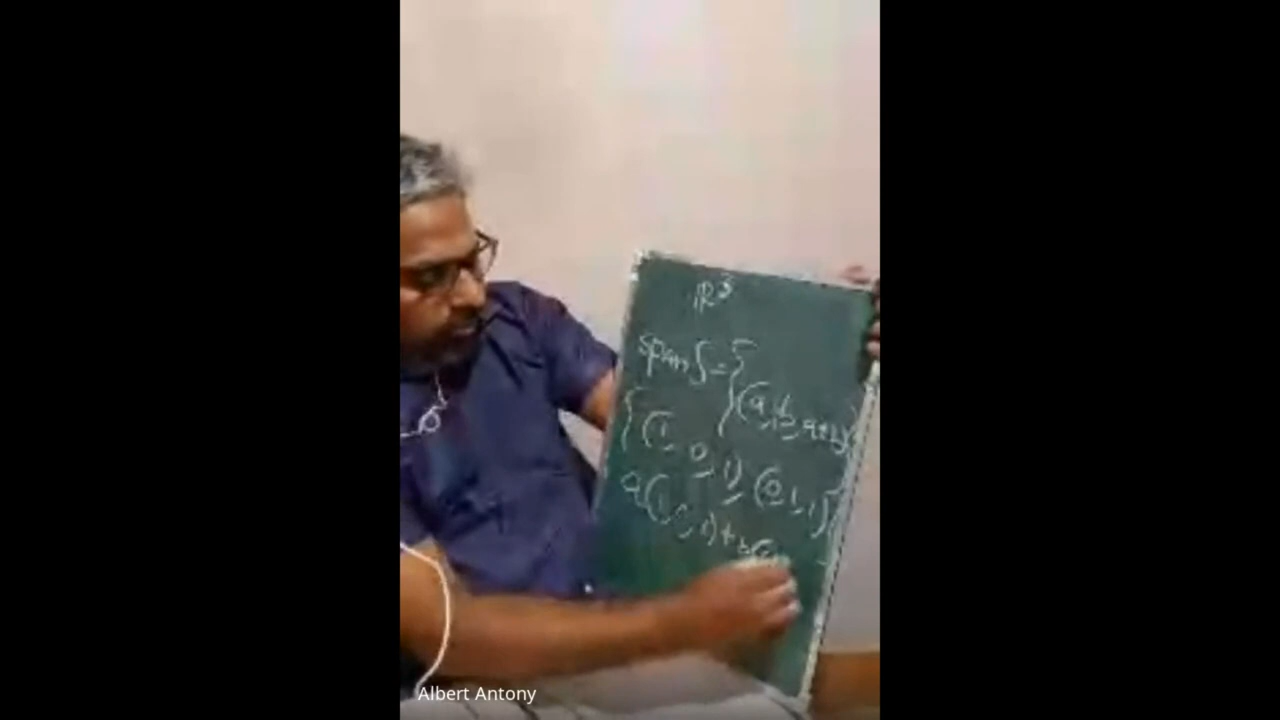 ℝ³
span S = {(a, b, a+b)}
{(1, 0, 1), (0, 1, 1)}
a(1, 0, 1) + b(0,
Albert Antony